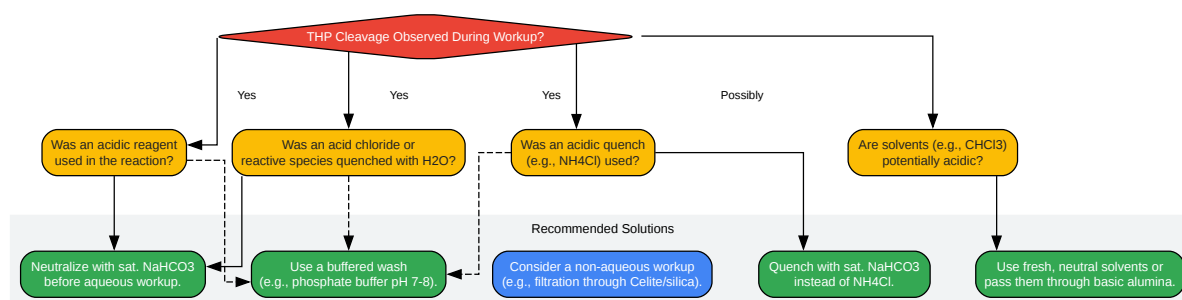 THP Cleavage Observed During Workup?
Yes
Yes
Yes
Possibly
Was an acidic reagent
used in the reaction?
Was an acid chloride or
reactive species quenched with H2O?
Was an acidic quench
(e.g., NH4Cl) used?
Are solvents (e.g., CHCl3)
potentially acidic?
Recommended Solutions
Neutralize with sat. NaHCO3
before aqueous workup.
Use a buffered wash
(e.g., phosphate buffer pH 7-8).
Consider a non-aqueous workup
(e.g., filtration through Celite/silica).
Quench with sat. NaHCO3
instead of NH4Cl.
Use fresh, neutral solvents or
pass them through basic alumina.